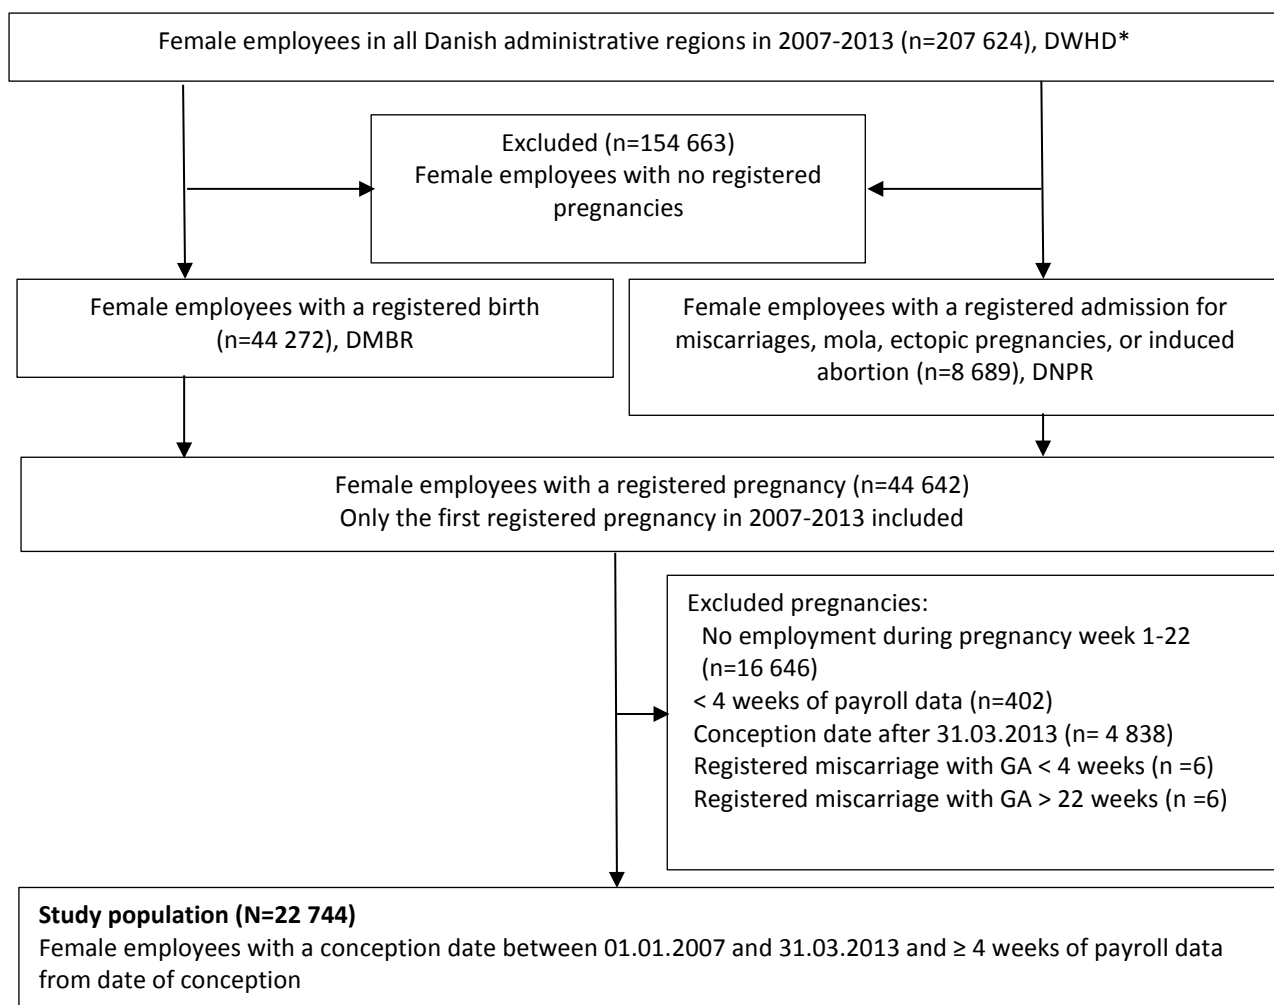 Female employees in all Danish administrative regions in 2007-2013 (n=207 624), DWHD*
Excluded (n=154 663)
Female employees with no registered
pregnancies
Female employees with a registered birth
(n=44 272), DMBR
Female employees with a registered admission for
miscarriages, mola, ectopic pregnancies, or induced
abortion (n=8 689), DNPR
Female employees with a registered pregnancy (n=44 642)
Only the first registered pregnancy in 2007-2013 included
Excluded pregnancies:
No employment during pregnancy week 1-22
(n=16 646)
< 4 weeks of payroll data (n=402)
Conception date after 31.03.2013 (n= 4 838)
Registered miscarriage with GA < 4 weeks (n =6)
Registered miscarriage with GA > 22 weeks (n =6)
Study population (N=22 744)
Female employees with a conception date between 01.01.2007 and 31.03.2013 and ≥ 4 weeks of payroll data
from date of conception